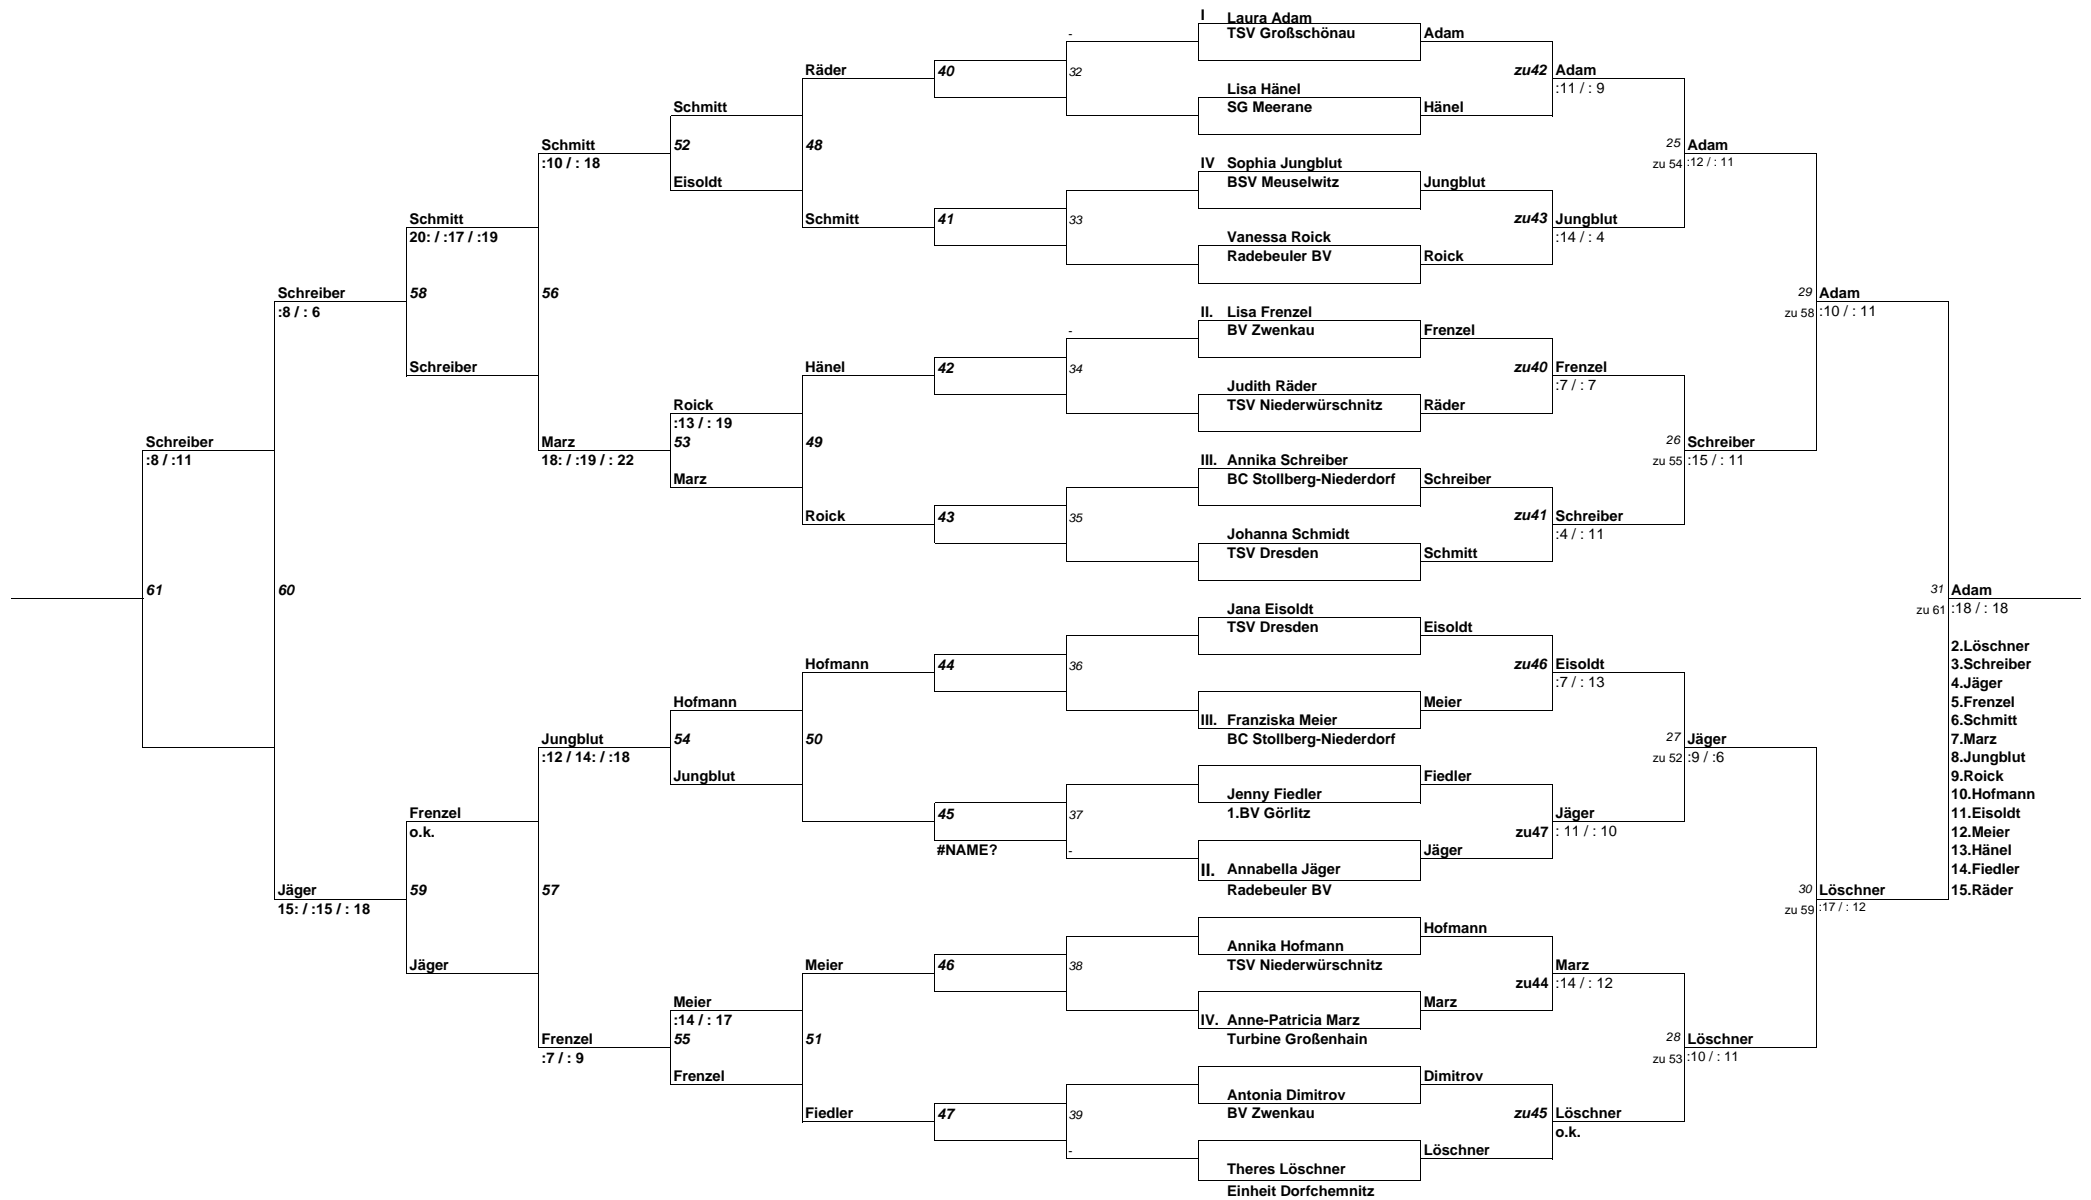 I Laura Adam
TSV Großschönau
Adam
-
Räder
40
32
zu42
Adam
:11 / : 9
Lisa Hänel
SG Meerane
Hänel
Schmitt
Schmitt
:10 / : 18
52
48
25
Adam
zu 54
:12 / : 11
IV Sophia Jungblut
BSV Meuselwitz
Jungblut
Eisoldt
Schmitt
20: / :17 / :19
Schmitt
41
33
zu43
Jungblut
:14 / : 4
Vanessa Roick
Radebeuler BV
Roick
Schreiber
:8 / : 6
58
56
29
Adam
zu 58
:10 / : 11
II. Lisa Frenzel
BV Zwenkau
Frenzel
-
Schreiber
Hänel
42
34
zu40
Frenzel
:7 / : 7
Judith Räder
TSV Niederwürschnitz
Räder
Roick
:13 / : 19
Schreiber
:8 / :11
Marz
18: / :19 / : 22
53
49
26
Schreiber
zu 55
:15 / : 11
III. Annika Schreiber
BC Stollberg-Niederdorf
Schreiber
Marz
Roick
43
35
zu41
Schreiber
:4 / : 11
Johanna Schmidt
TSV Dresden
Schmitt
61
60
31
Adam
zu 61
:18 / : 18
Jana Eisoldt
TSV Dresden
Eisoldt
2.Löschner
3.Schreiber
4.Jäger
5.Frenzel
6.Schmitt
7.Marz
8.Jungblut
9.Roick
10.Hofmann
11.Eisoldt
12.Meier
13.Hänel
14.Fiedler
15.Räder
Hofmann
44
36
zu46
Eisoldt
:7 / : 13
Hofmann
Meier
III. Franziska Meier
BC Stollberg-Niederdorf
Jungblut
:12 / 14: / :18
54
50
27
Jäger
zu 52
:9 / :6
Jungblut
Fiedler
Jenny Fiedler
1.BV Görlitz
Frenzel
o.k.
45
37
zu47
Jäger
: 11 / : 10
#NAME?
-
Jäger
II. Annabella Jäger
Radebeuler BV
Jäger
15: / :15 / : 18
59
57
30
Löschner
zu 59
:17 / : 12
Hofmann
Annika Hofmann
TSV Niederwürschnitz
Jäger
Meier
46
38
zu44
Marz
:14 / : 12
Meier
:14 / : 17
Marz
IV. Anne-Patricia Marz
Turbine Großenhain
Frenzel
:7 / : 9
55
51
28
Löschner
zu 53
:10 / : 11
Frenzel
Dimitrov
Antonia Dimitrov
BV Zwenkau
Fiedler
47
39
zu45
Löschner
o.k.
-
Löschner
Theres Löschner
Einheit Dorfchemnitz